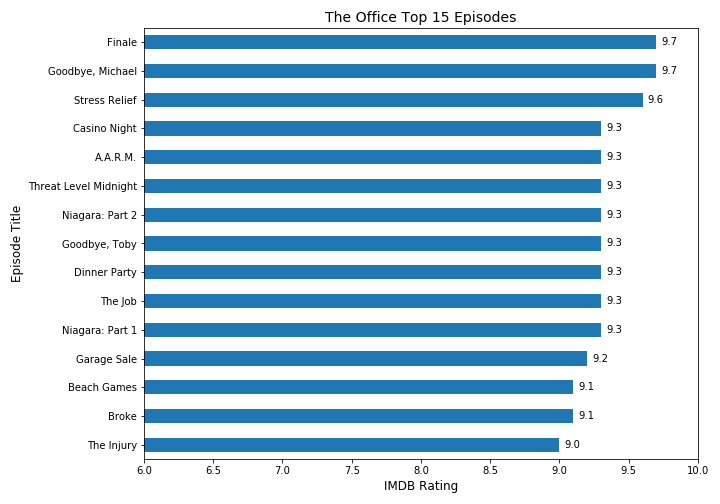 The Office Top 15 Episodes
Episode Title
Finale 9.7
Goodbye, Michael 9.7
Stress Relief 9.6
Casino Night 9.3
A.A.R.M. 9.3
Threat Level Midnight 9.3
Niagara: Part 2 9.3
Goodbye, Toby 9.3
Dinner Party 9.3
The Job 9.3
Niagara: Part 1 9.3
Garage Sale 9.2
Beach Games 9.1
Broke 9.1
The Injury 9.0
6.0 6.5 7.0 7.5 8.0 8.5 9.0 9.5 10.0
IMDB Rating